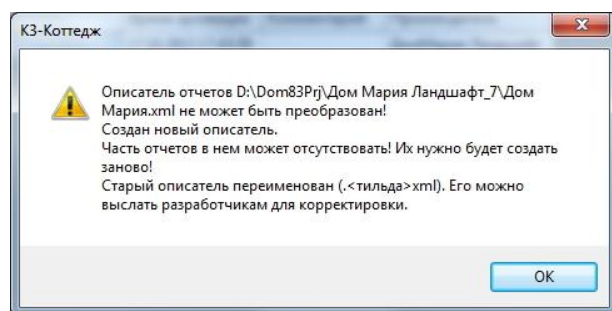 К3-Коттедж
Описатель отчетов D:\Dom83Prj\Дом Мария Ландшафт_7\Дом
Мария.xml не может быть преобразован!
Создан новый описатель.
Часть отчетов в нем может отсутствовать! Их нужно будет создать
заново!
Старый описатель переименован (.<тильда>xml). Его можно
выслать разработчикам для корректировки.
OK